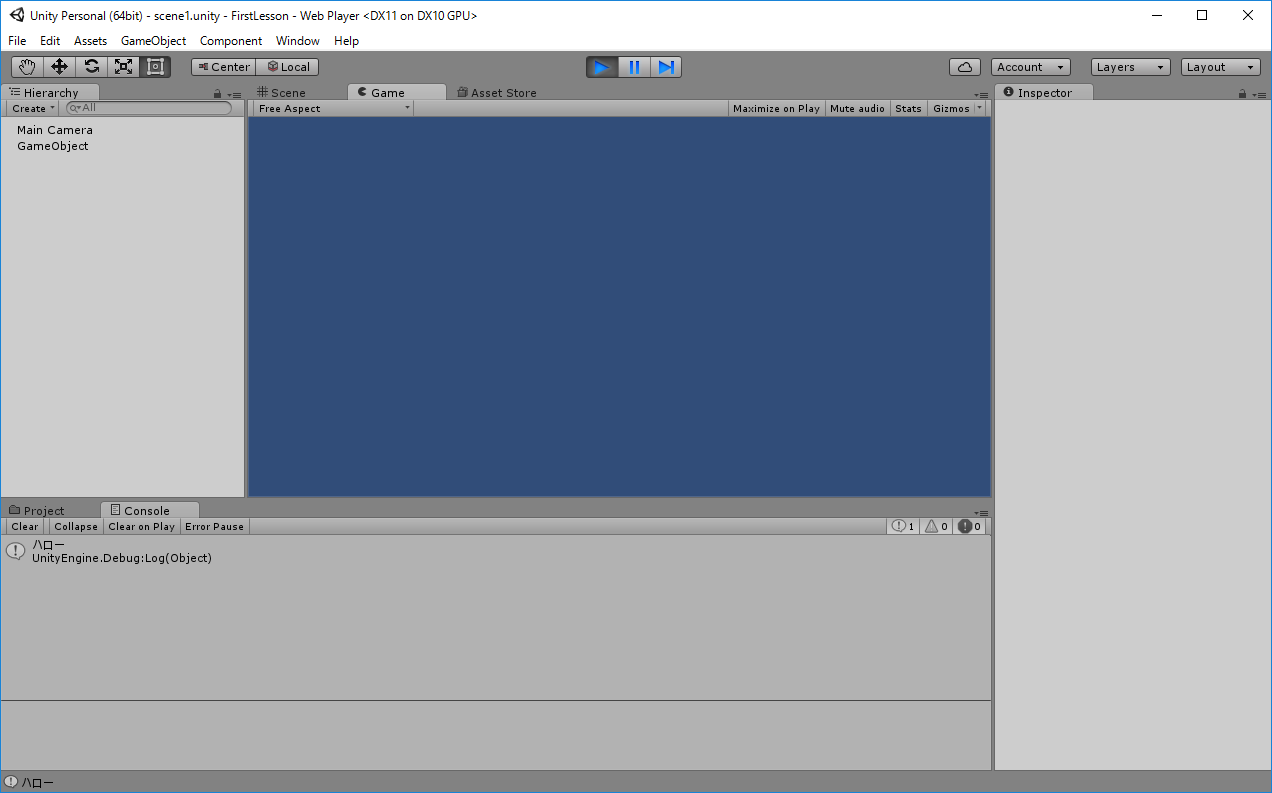 Unity Personal (64bit) - scene1.unity - FirstLesson - Web Player <DX11 on DX10 GPU>
File Edit Assets GameObject Component Window Help
Center Local Account Layers Layout
Hierarchy
Create All
Main Camera
GameObject
Scene Game Asset Store
Free Aspect Maximize on Play Mute audio Stats Gizmos
Inspector
Project Console
Clear Collapse Clear on Play Error Pause 1 0 0
ハロー
UnityEngine.Debug:Log(Object)
ハロー